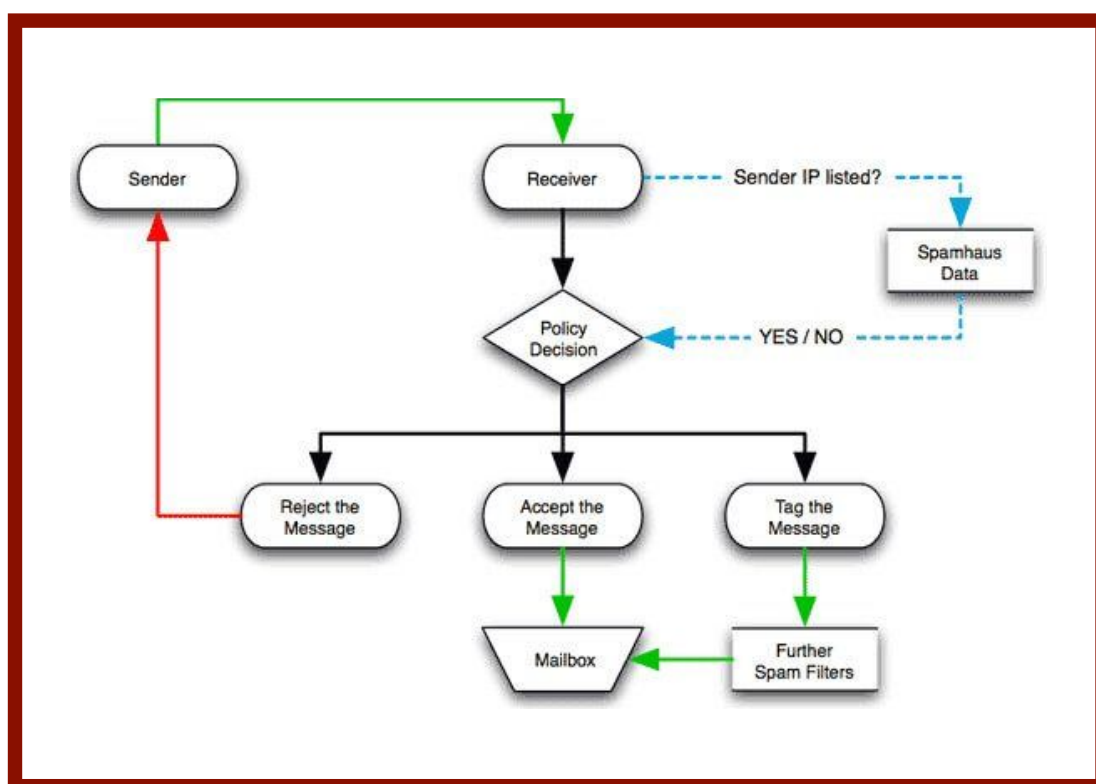 Sender
Receiver
Sender IP listed?
Spamhaus
Data
Policy
Decision
YES / NO
Reject the
Message
Accept the
Message
Tag the
Message
Mailbox
Further
Spam Filters